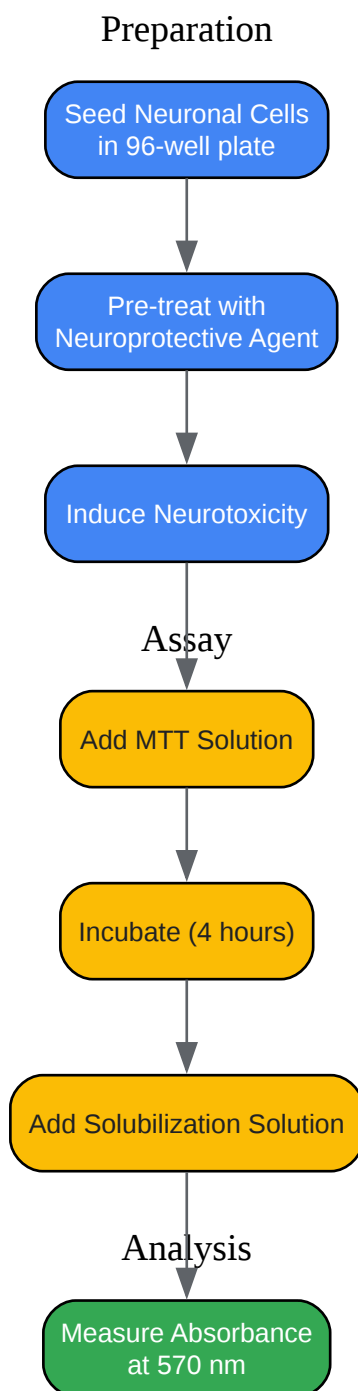 Preparation
Seed Neuronal Cells
in 96-well plate
Pre-treat with
Neuroprotective Agent
Induce Neurotoxicity
Assay
Add MTT Solution
Incubate (4 hours)
Add Solubilization Solution
Analysis
Measure Absorbance
at 570 nm